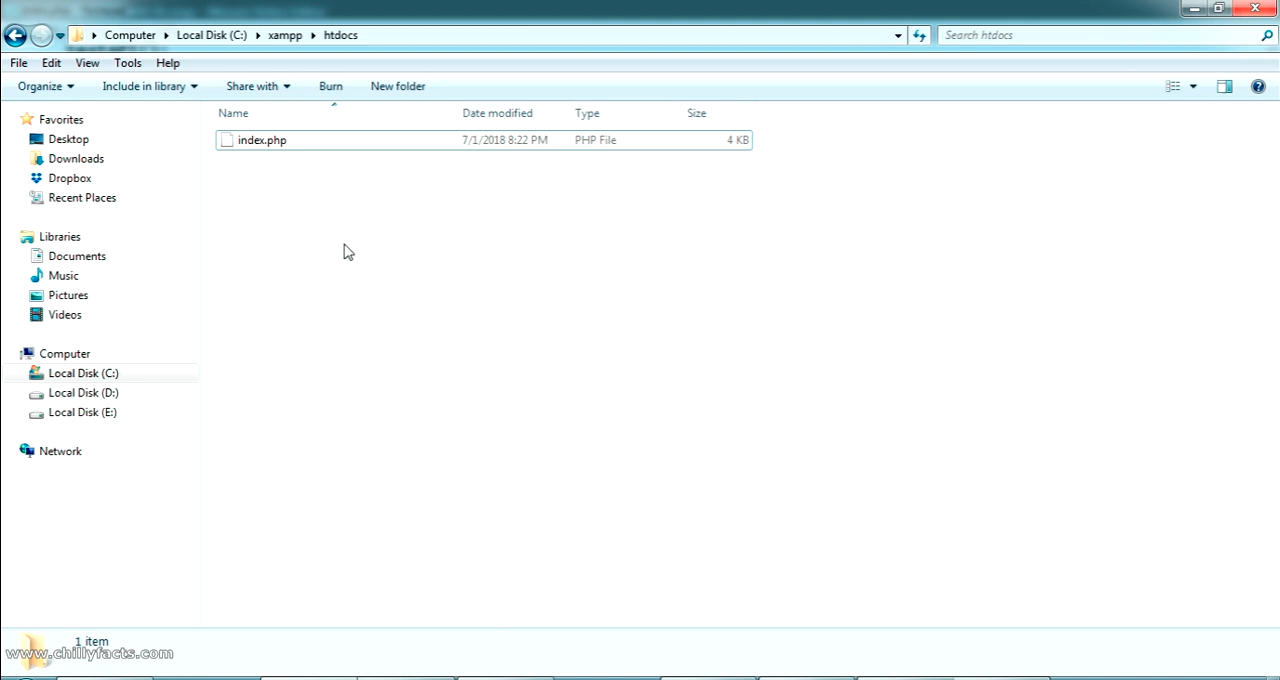 Computer Local Disk (C:) xampp htdocs Search htdocs
File Edit View Tools Help
Organize Include in library Share with Burn New folder
Name Date modified Type Size
index.php 7/1/2018 8:22 PM PHP File 4 KB
Favorites
Desktop
Downloads
Dropbox
Recent Places
Libraries
Documents
Music
Pictures
Videos
Computer
Local Disk (C:)
Local Disk (D:)
Local Disk (E:)
Network
1 item
www.chillyfacts.com